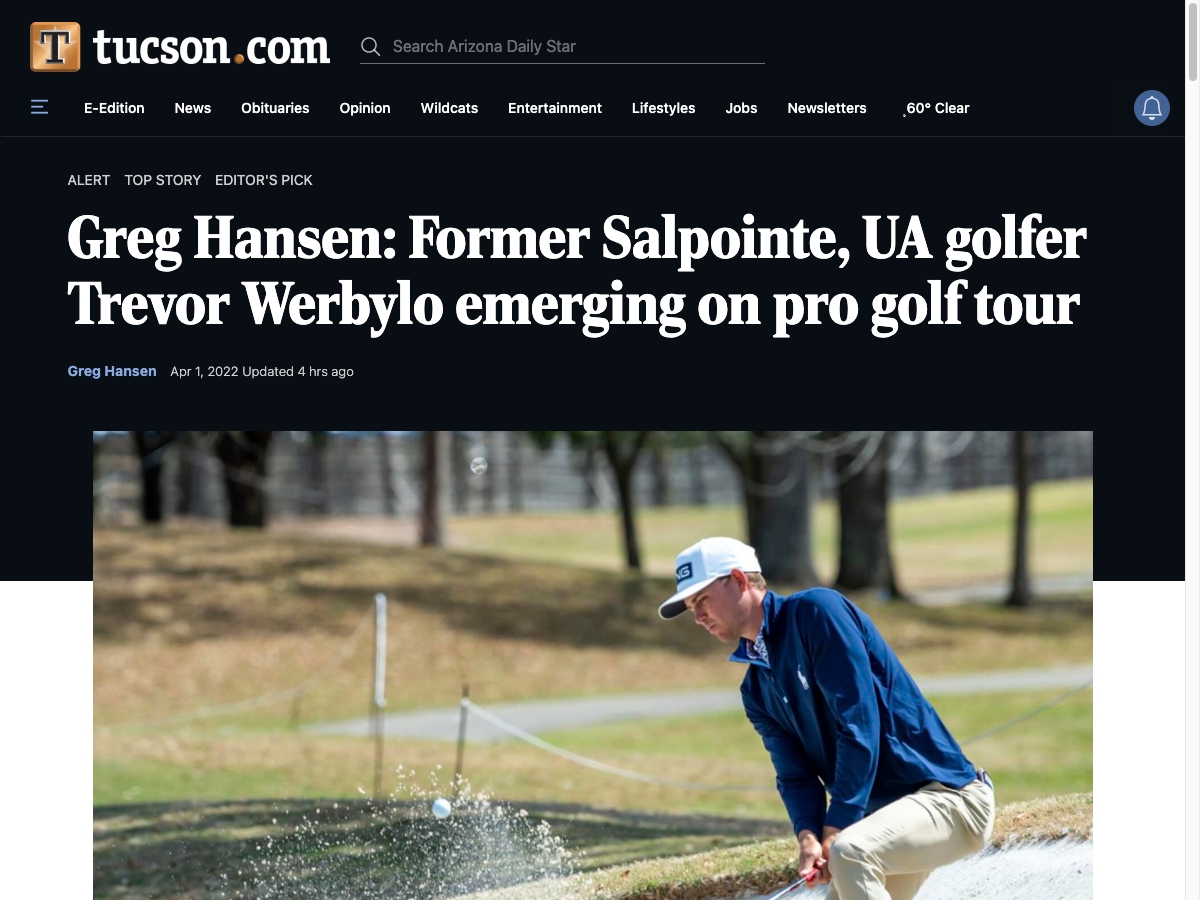 T tucson.com
Search Arizona Daily Star
E-Edition News Obituaries Opinion Wildcats Entertainment Lifestyles Jobs Newsletters 60° Clear
ALERT TOP STORY EDITOR'S PICK
Greg Hansen: Former Salpointe, UA golfer
Trevor Werbylo emerging on pro golf tour
Greg Hansen Apr 1, 2022 Updated 4 hrs ago